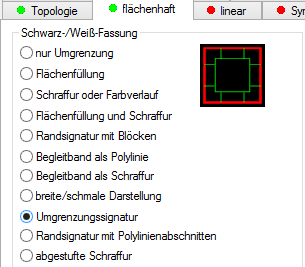 Topologie flächenhaft linear
Schwarz-/Weiß-Fassung
nur Umgrenzung
Flächenfüllung
Schraffur oder Farbverlauf
Flächenfüllung und Schraffur
Randsignatur mit Blöcken
Begleitband als Polylinie
Begleitband als Schraffur
breite/schmale Darstellung
Umgrenzungssignatur
Randsignatur mit Polylinienabschnitten
abgestufte Schraffur